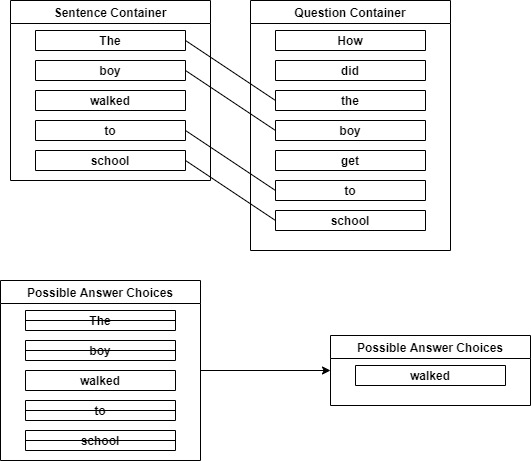 Sentence Container
The
boy
walked
to
school
Question Container
How
did
the
boy
get
to
school
Possible Answer Choices
The
boy
walked
to
school
Possible Answer Choices
walked